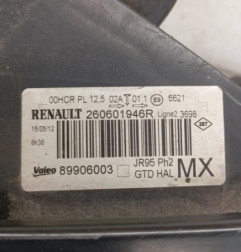 00HCR PL 12,5 02A 01 1 E9 6621
RENAULT 260601946R Ligne2 3698
15/05/12
6h36
Valeo 89906003
JR95 Ph2
GTD HAL MX